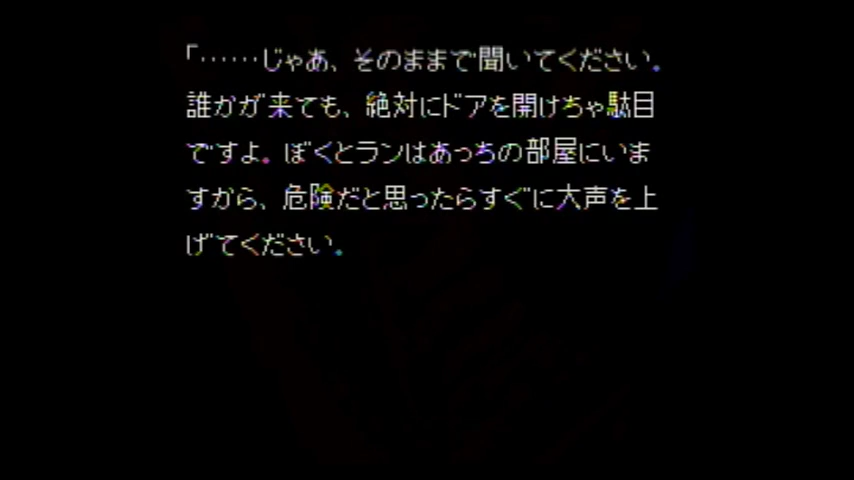 「……じゃあ、そのままで聞いてください。
誰かが来ても、絶対にドアを開けちゃ駄目
ですよ。ぼくとランはあっちの部屋にいま
すから、危険だと思ったらすぐに大声を上
げてください。